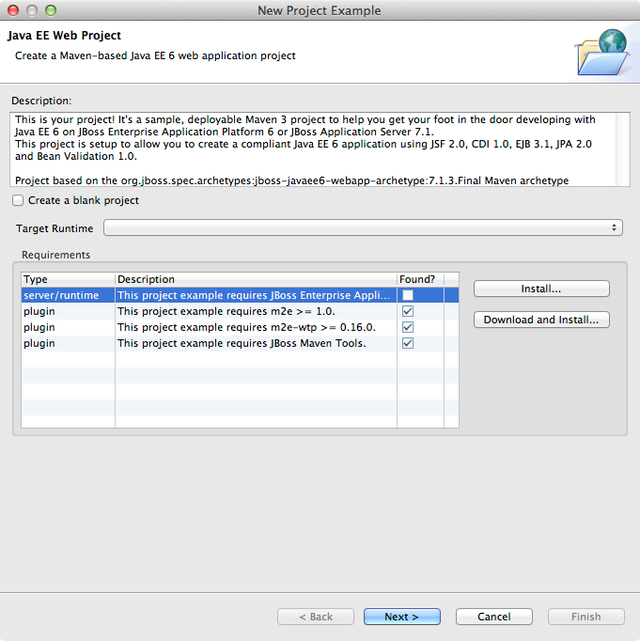 New Project Example
Java EE Web Project
Create a Maven-based Java EE 6 web application project
Description:
This is your project! It's a sample, deployable Maven 3 project to help you get your foot in the door developing with
Java EE 6 on JBoss Enterprise Application Platform 6 or JBoss Application Server 7.1.
This project is setup to allow you to create a compliant Java EE 6 application using JSF 2.0, CDI 1.0, EJB 3.1, JPA 2.0
and Bean Validation 1.0.
Project based on the org.jboss.spec.archetypes:jboss-javaee6-webapp-archetype:7.1.3.Final Maven archetype
Create a blank project
Target Runtime
Requirements
Type Description Found?
server/runtime This project example requires JBoss Enterprise Appli...
plugin This project example requires m2e >= 1.0.
plugin This project example requires m2e-wtp >= 0.16.0.
plugin This project example requires JBoss Maven Tools.
Install...
Download and Install...
< Back Next > Cancel Finish